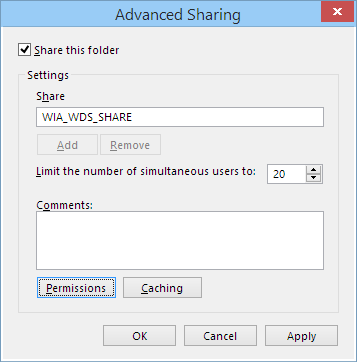 Advanced Sharing
Share this folder
Settings
Share
WIA_WDS_SHARE
Add Remove
Limit the number of simultaneous users to: 20
Comments:
Permissions Caching
OK Cancel Apply